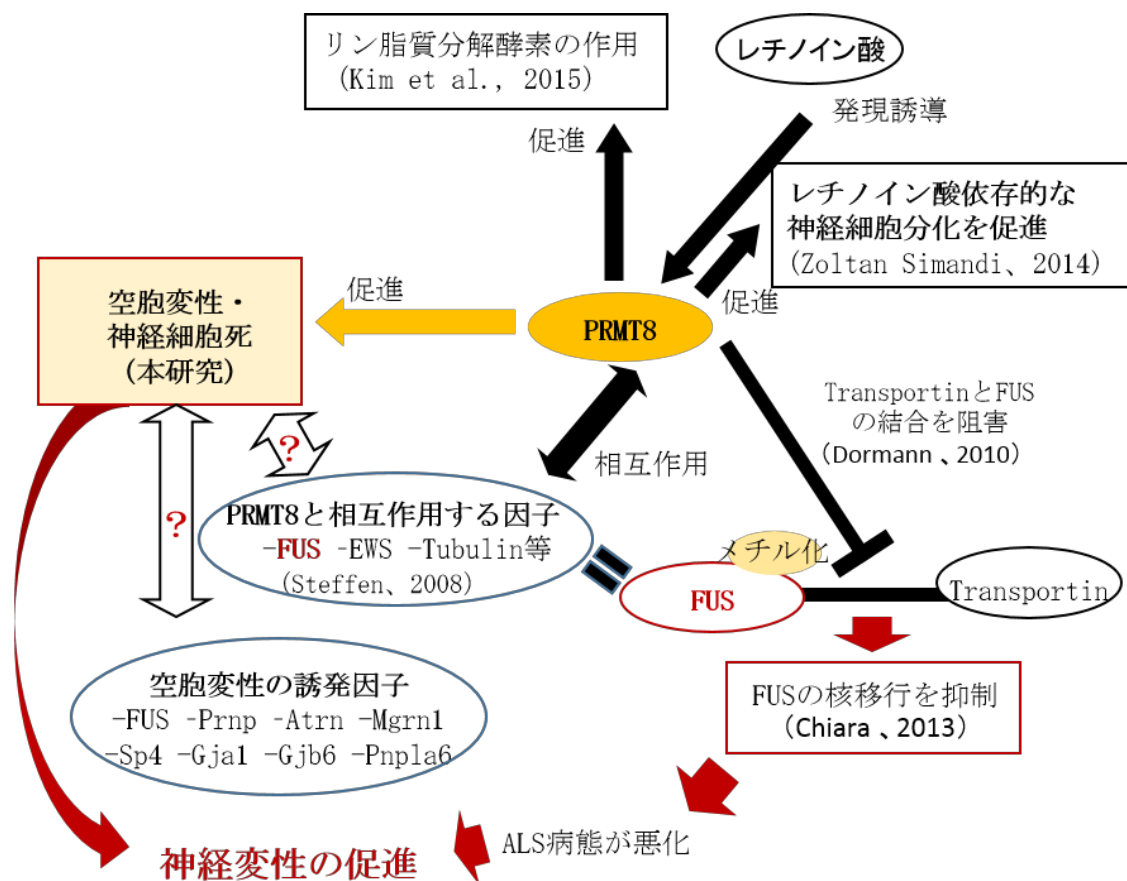 リン脂質分解酵素の作用
(Kim et al., 2015)
レチノイン酸
発現誘導
促進
レチノイン酸依存的な
神経細胞分化を促進
(Zoltan Simandi、2014)
促進
空胞変性・
神経細胞死
(本研究)
促進
PRMT8
TransportinとFUS
の結合を阻害
(Dormann 、2010)
相互作用
?
?
PRMT8と相互作用する因子
-FUS -EWS -Tubulin等
(Steffen、2008)
メチル化
FUS
Transportin
空胞変性の誘発因子
-FUS -Prnp -Atrn -Mgrn1
-Sp4 -Gja1 -Gjb6 -Pnpla6
FUSの核移行を抑制
(Chiara 、2013)
ALS病態が悪化
神経変性の促進